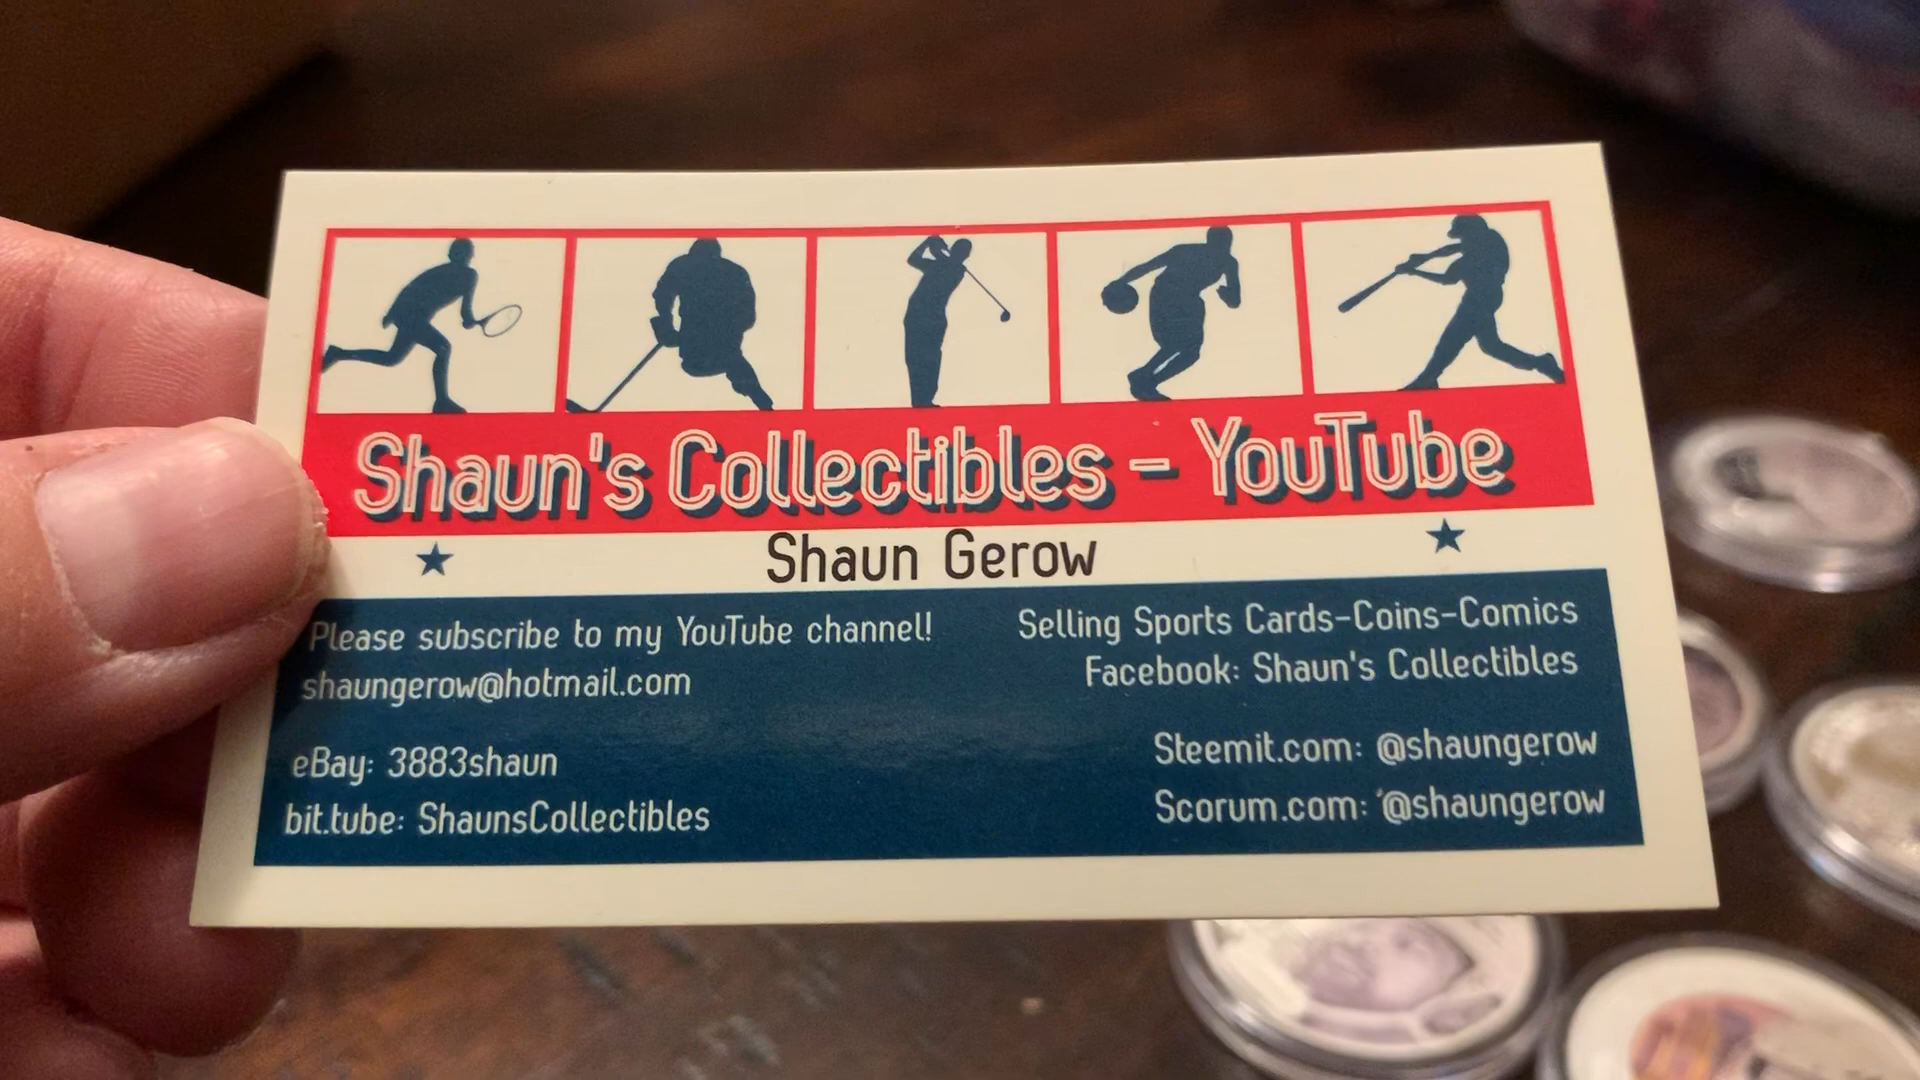 Shaun's Collectibles - YouTube
Shaun Gerow
Please subscribe to my YouTube channel!
shaungerow@hotmail.com
eBay: 3883shaun
bit.tube: ShaunsCollectibles
Selling Sports Cards-Coins-Comics
Facebook: Shaun's Collectibles
Steemit.com: @shaungerow
Scorum.com: @shaungerow